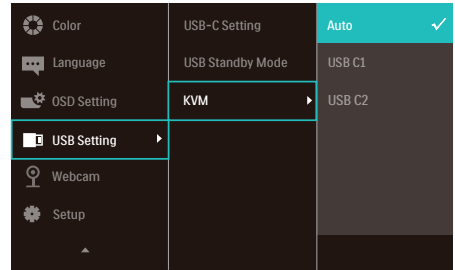 Color
Language
OSD Setting
USB Setting
Webcam
Setup
USB-C Setting
USB Standby Mode
KVM
Auto
USB C1
USB C2